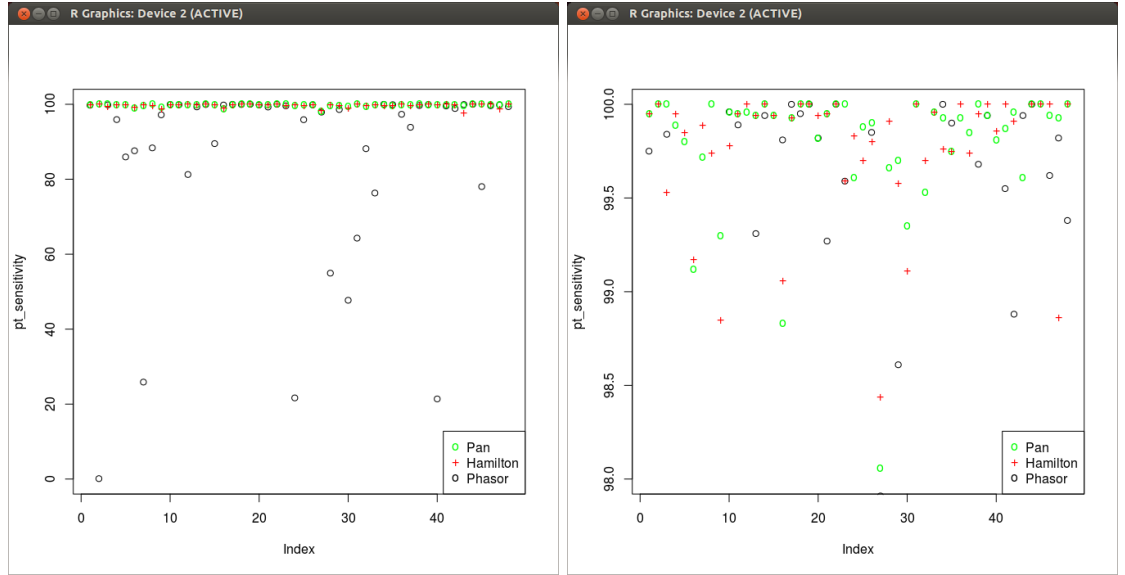 R Graphics: Device 2 (ACTIVE)
pt_sensitivity
100
80
60
40
20
0
Pan
Hamilton
Phasor
0 10 20 30 40
Index
R Graphics: Device 2 (ACTIVE)
pt_sensitivity
100.0
99.5
99.0
98.5
98.0
Pan
Hamilton
Phasor
0 10 20 30 40
Index